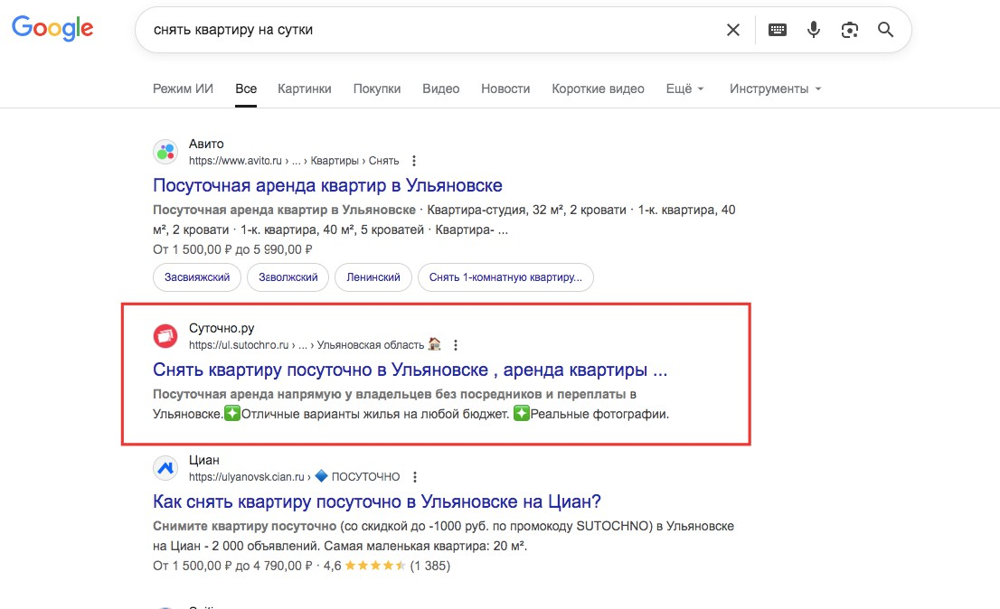 Google
снять квартиру на сутки
Режим ИИ Все Картинки Покупки Видео Новости Короткие видео Ещё Инструменты
Авито
https://www.avito.ru › ... › Квартиры › Снять
Посуточная аренда квартир в Ульяновске
Посуточная аренда квартир в Ульяновске · Квартира-студия, 32 м², 2 кровати · 1-к. квартира, 40
м², 2 кровати · 1-к. квартира, 40 м², 5 кроватей · Квартира- ...
От 1 500,00 ₽ до 5 990,00 ₽
Засвияжский Заволжский Ленинский Снять 1-комнатную квартиру...
Суточно.ру
https://ul.sutochno.ru › ... › Ульяновская область
Снять квартиру посуточно в Ульяновске , аренда квартиры ...
Посуточная аренда напрямую у владельцев без посредников и переплаты в
Ульяновске.Отличные варианты жилья на любой бюджет. Реальные фотографии.
Циан
https://ulyanovsk.cian.ru › ПОСУТОЧНО
Как снять квартиру посуточно в Ульяновске на Циан?
Снимите квартиру посуточно (со скидкой до -1000 руб. по промокоду SUTOCHNO) в Ульяновске
на Циан - 2 000 объявлений. Самая маленькая квартира: 20 м².
От 1 500,00 ₽ до 4 790,00 ₽ · 4,6 (1 385)